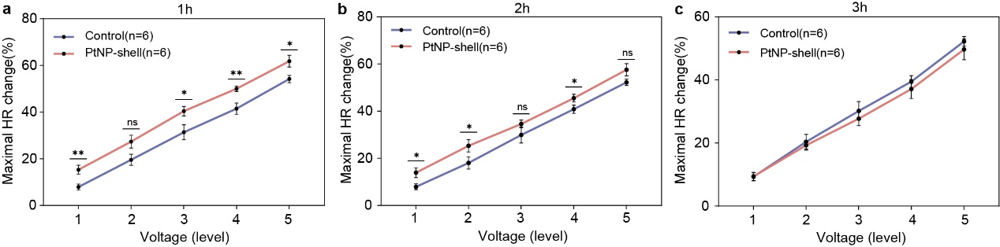 a
1h
Maximal HR change(%)
80
60
40
20
0
Control(n=6)
PtNP-shell(n=6)
**
ns
*
**
*
1 2 3 4 5
Voltage (level)
b
2h
Maximal HR change(%)
80
60
40
20
0
Control(n=6)
PtNP-shell(n=6)
*
*
ns
*
ns
1 2 3 4 5
Voltage (level)
c
3h
Maximal HR change(%)
60
40
20
0
Control(n=6)
PtNP-shell(n=6)
1 2 3 4 5
Voltage (level)